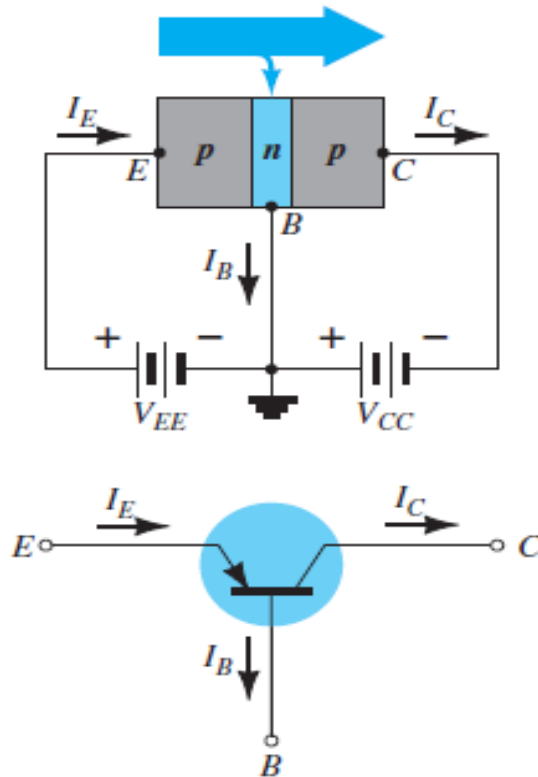 I_E I_C
p n p
E C
B
I_B
+ − + −
V_EE V_CC
I_E I_C
E C
I_B
B